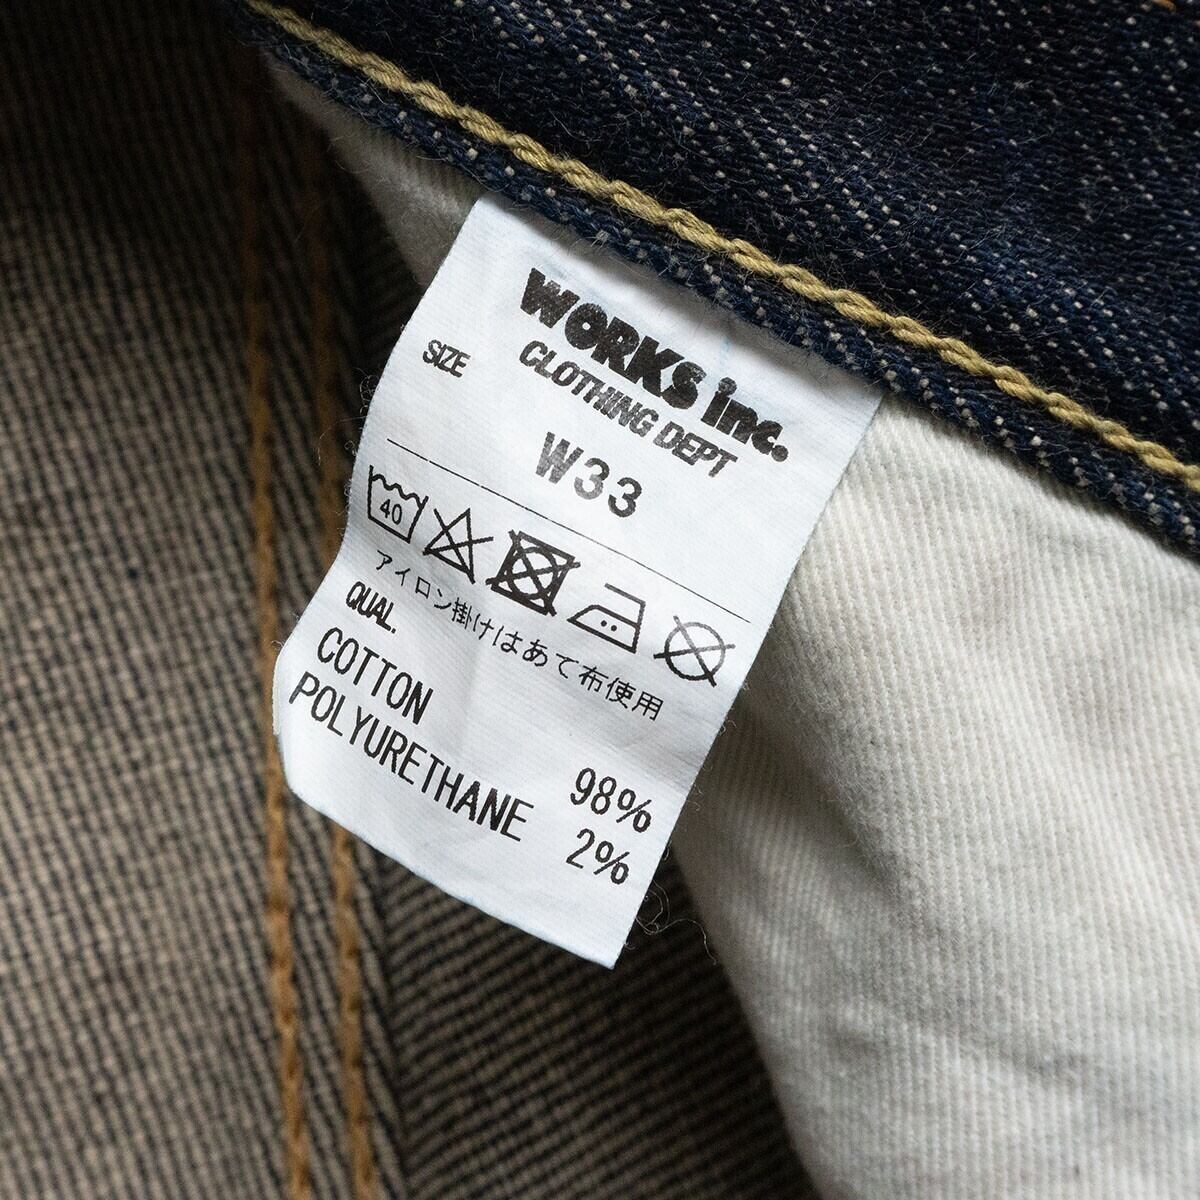 WORKS inc.
CLOTHING DEPT
SIZE
W33
40
アイロン掛けはあて布使用
QUAL.
COTTON 98%
POLYURETHANE 2%